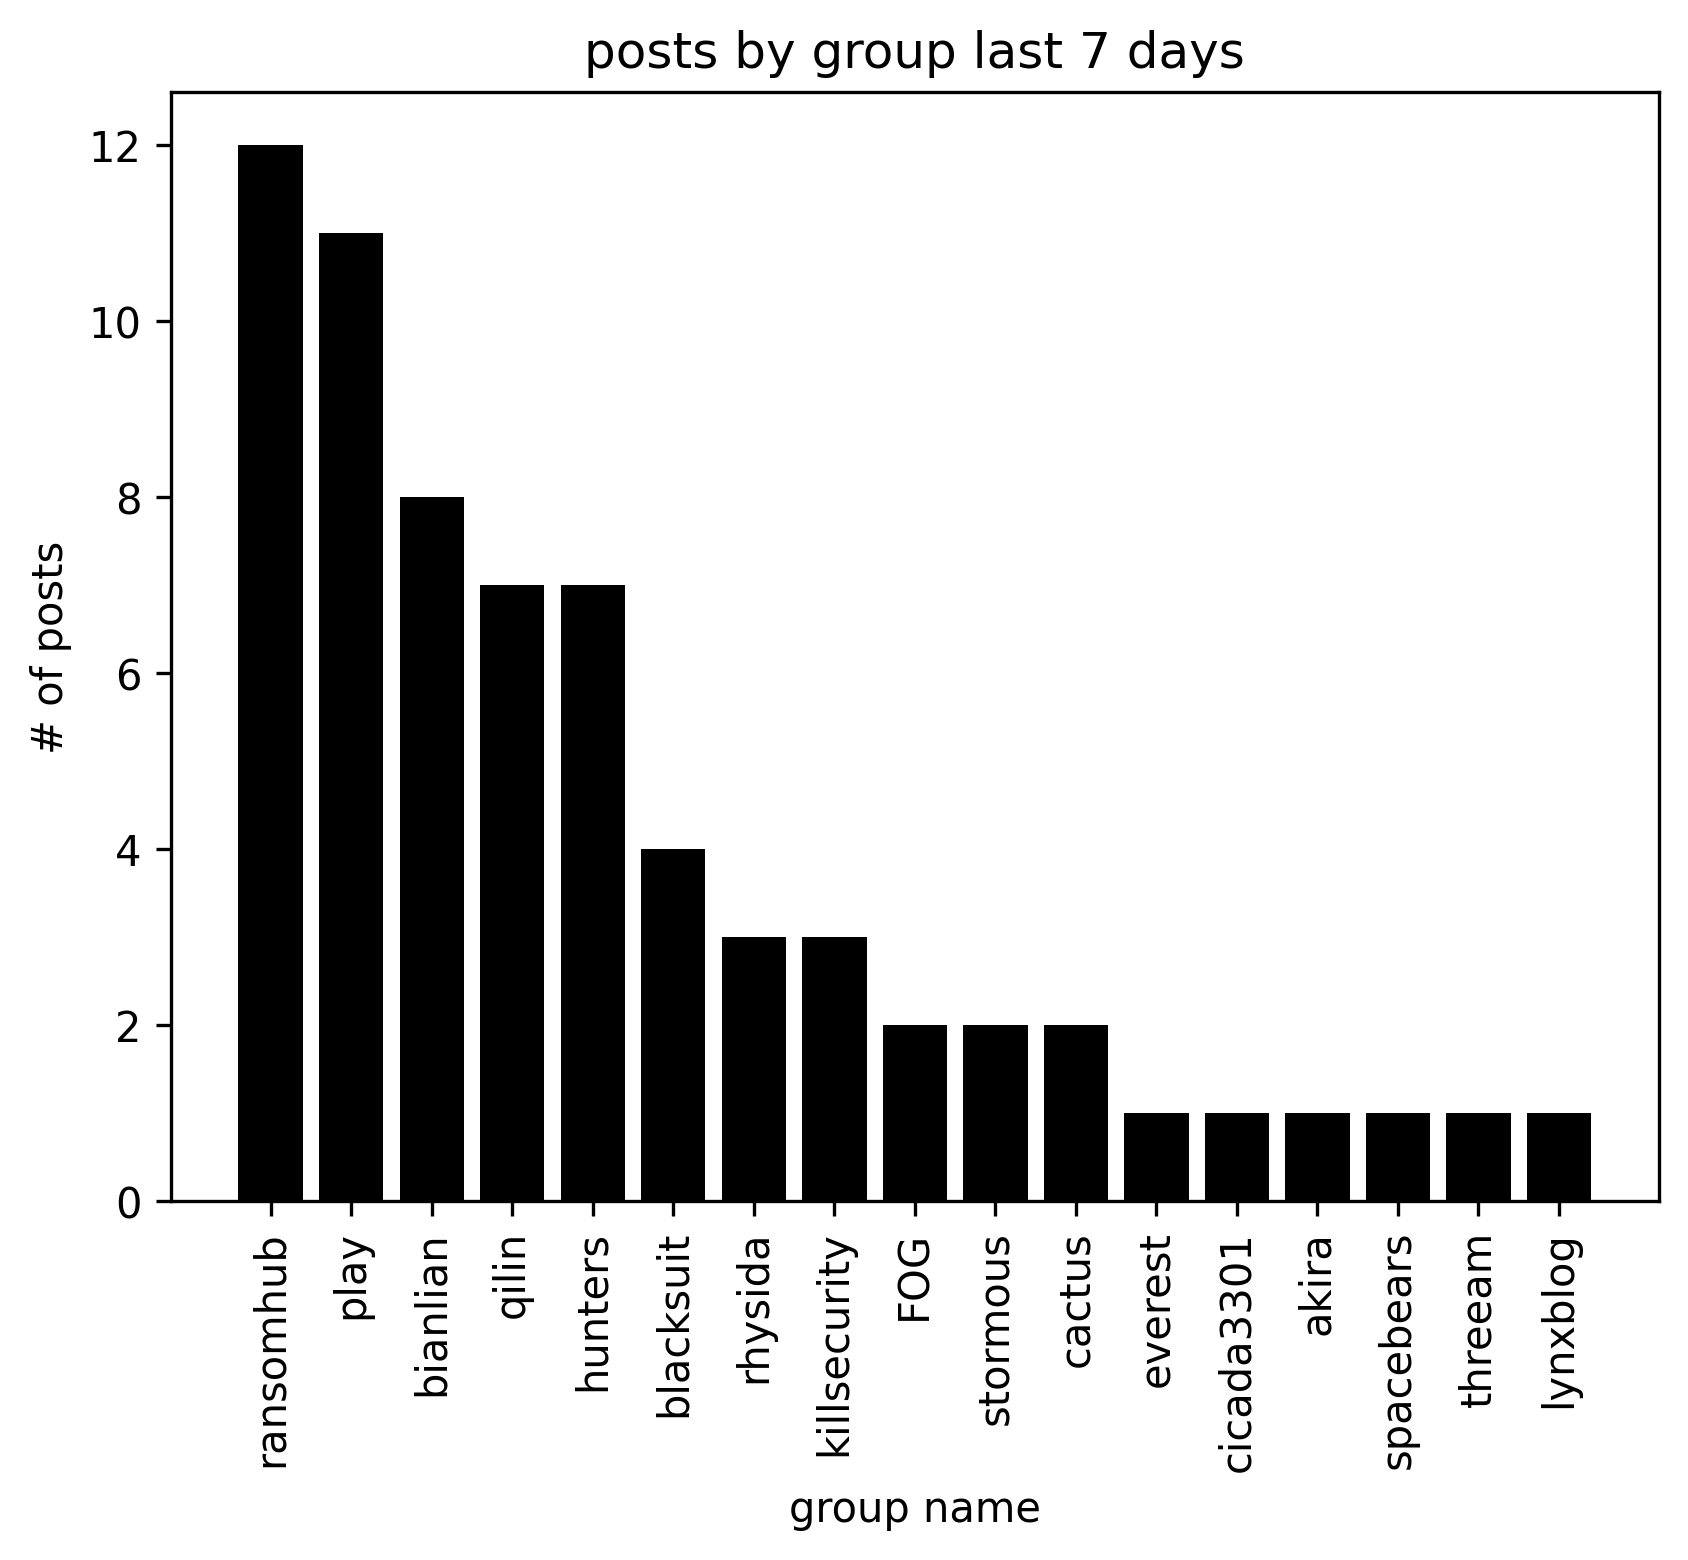 posts by group last 7 days
12
10
8
6
4
2
0
# of posts
ransomhub
play
bianlian
qilin
hunters
blacksuit
rhysida
killsecurity
FOG
stormous
cactus
everest
cicada3301
akira
spacebears
threeam
lynxblog
group name